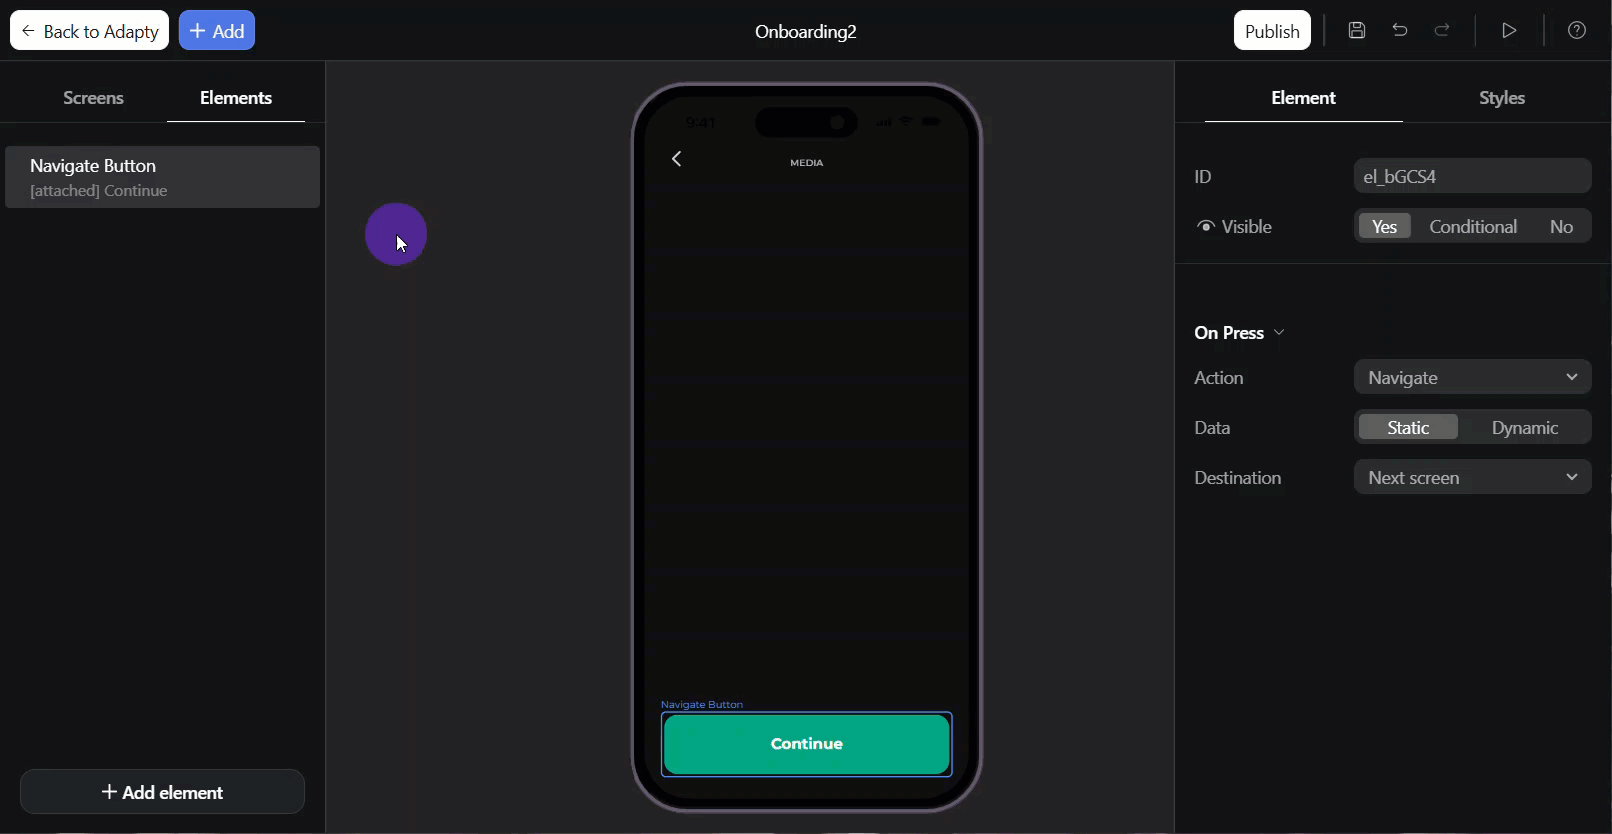 Back to Adapty
Add
Onboarding2
Publish
Screens
Elements
Navigate Button
[attached] Continue
Add element
9:41
MEDIA
Navigate Button
Continue
Element
Styles
ID
el_bGCS4
Visible
Yes
Conditional
No
On Press
Action
Navigate
Data
Static
Dynamic
Destination
Next screen